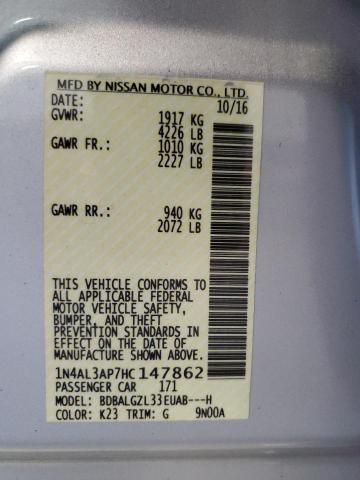 MFD BY NISSAN MOTOR CO., LTD.
DATE: 10/16
GVWR: 1917 KG
4226 LB
GAWR FR.: 1010 KG
2227 LB
GAWR RR.: 940 KG
2072 LB
THIS VEHICLE CONFORMS TO
ALL APPLICABLE FEDERAL
MOTOR VEHICLE SAFETY,
BUMPER, AND THEFT
PREVENTION STANDARDS IN
EFFECT ON THE DATE OF
MANUFACTURE SHOWN ABOVE.
1N4AL3AP7HC147862
PASSENGER CAR 171
MODEL: BDBALGZL33EUAB---H
COLOR: K23 TRIM: G 9N00A